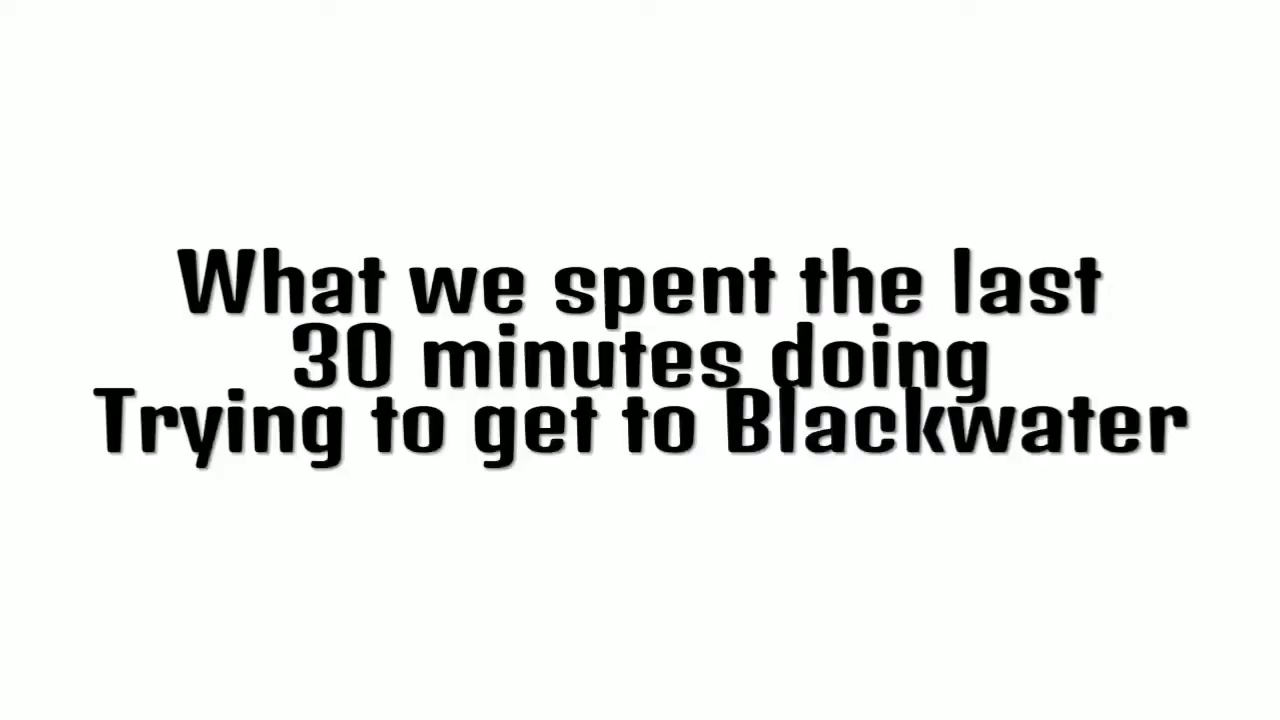 What we spent the last
30 minutes doing
Trying to get to Blackwater